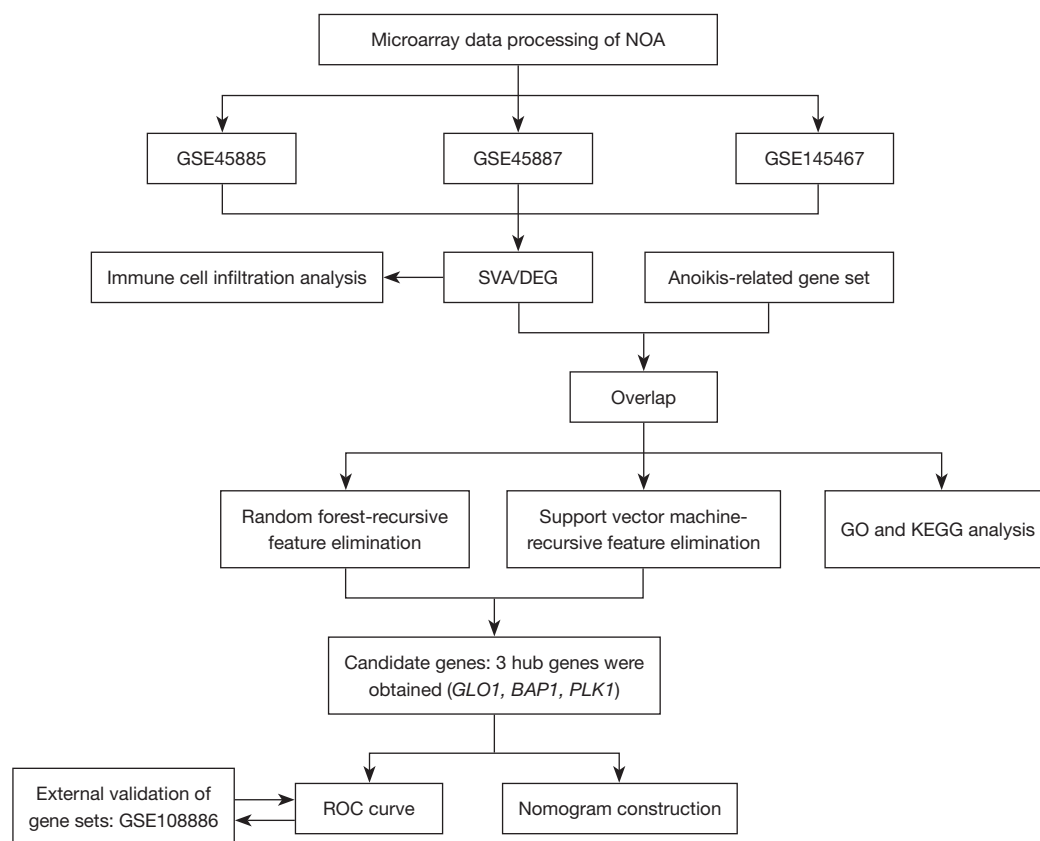 Microarray data processing of NOA
GSE45885
GSE45887
GSE145467
Immune cell infiltration analysis
SVA/DEG
Anoikis-related gene set
Overlap
Random forest-recursive
feature elimination
Support vector machine-
recursive feature elimination
GO and KEGG analysis
Candidate genes: 3 hub genes were
obtained (GLO1, BAP1, PLK1)
External validation of
gene sets: GSE108886
ROC curve
Nomogram construction